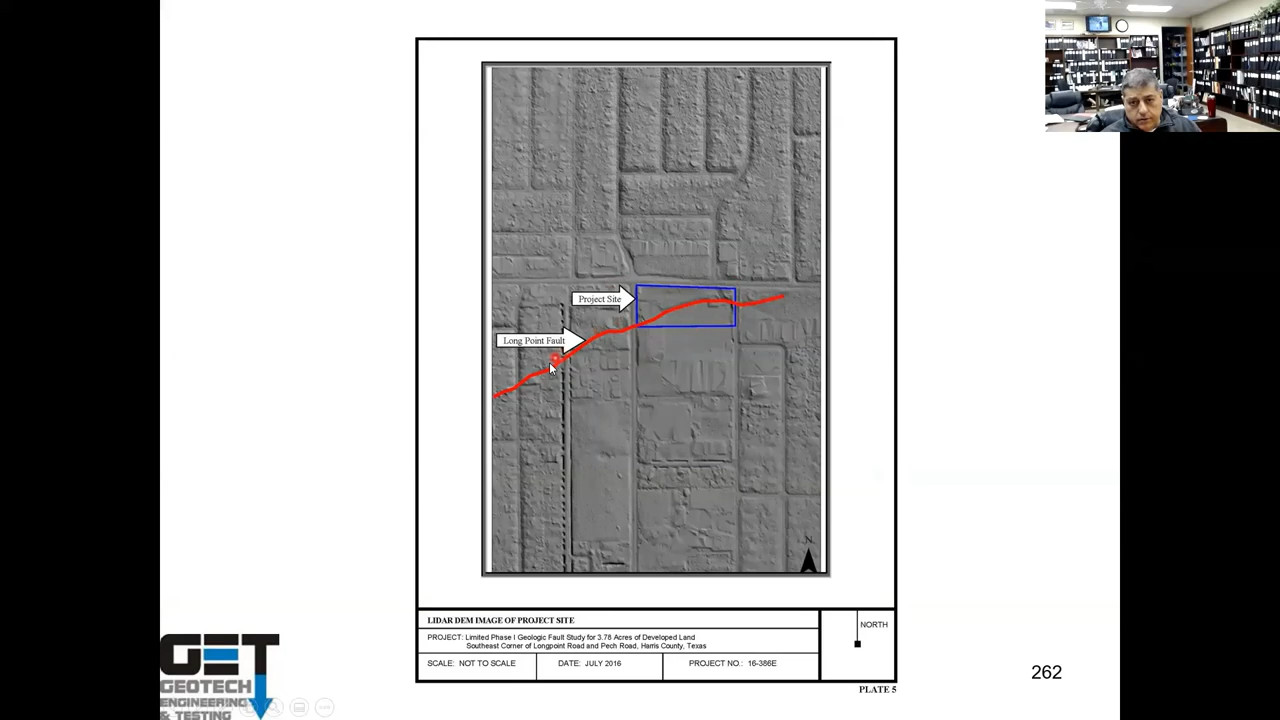 Project Site
Long Point Fault
N
LIDAR DEM IMAGE OF PROJECT SITE
PROJECT: Limited Phase I Geologic Fault Study for 3.78 Acres of Developed Land
Southeast Corner of Longpoint Road and Pech Road, Harris County, Texas
SCALE: NOT TO SCALE
DATE: JULY 2016
PROJECT NO.: 16-386E
NORTH
PLATE 5
262
GET
GEOTECH
ENGINEERING
& TESTING